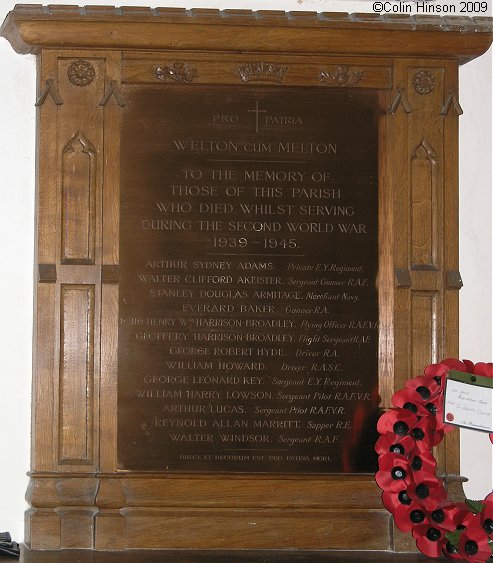 ©Colin Hinson 2009
PRO PATRIA
WELTON CUM MELTON
TO THE MEMORY OF
THOSE OF THIS PARISH
WHO DIED WHILST SERVING
DURING THE SECOND WORLD WAR
1939-1945.
ARTHUR SYDNEY ADAMS. Private E.Y. Regiment.
WALTER CLIFFORD AKESTER. Sergeant Gunner R.A.F.
STANLEY DOUGLAS ARMITAGE. Merchant Navy.
EVERARD BAKER. Gunner R.A.
JOHN HENRY Wm HARRISON-BROADLEY. Flying Officer R.A.F.V.R.
GEOFFERY HARRISON-BROADLEY. Flight Sergeant R.A.F.
GEORGE ROBERT HYDE. Driver R.A.
WILLIAM HOWARD. Driver R.A.S.C.
GEORGE LEONARD KEY. Sergeant E.Y. Regiment.
WILLIAM HARRY LOWSON. Sergeant Pilot R.A.F.V.R.
ARTHUR LUCAS. Sergeant Pilot R.A.F.V.R.
REYNOLD ALLAN MARRITT. Sapper R.E.
WALTER WINDSOR. Sergeant R.A.F.
DULCE ET DECORUM EST PRO PATRIA MORI.